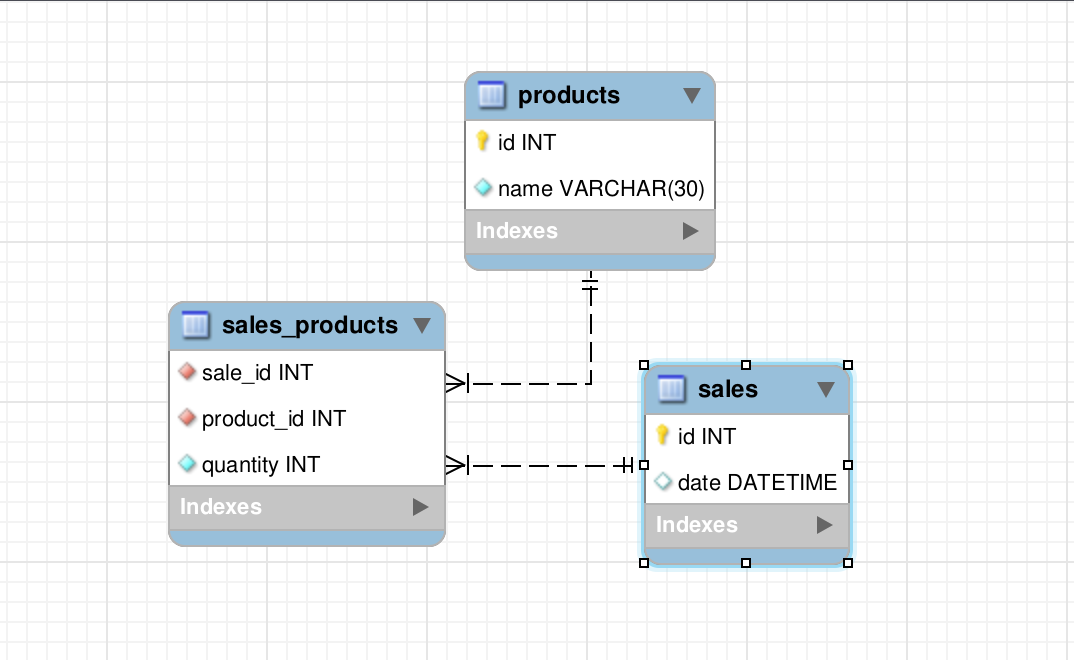 products
id INT
name VARCHAR(30)
Indexes
sales_products
sale_id INT
product_id INT
quantity INT
Indexes
sales
id INT
date DATETIME
Indexes